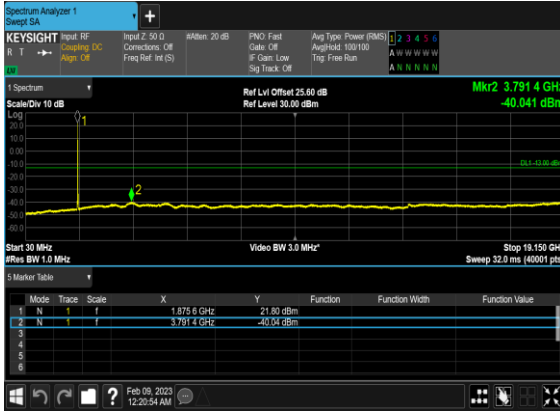 Spectrum Analyzer 1
Swept SA
KEYSIGHT Input: RF Input Z: 50 Ω #Atten: 20 dB PNO: Fast Avg Type: Power (RMS) 1 2 3 4 5 6
R T Coupling: DC Corrections: Off Gate: Off Avg|Hold: 100/100 A W W W W W
Align: Off Freq Ref: Int (S) IF Gain: Low Trig: Free Run
Sig Track: Off A N N N N N
1 Spectrum Ref Lvl Offset 25.60 dB Mkr2 3.791 4 GHz
Scale/Div 10 dB Ref Level 30.00 dBm -40.041 dBm
Log
20.0
10.0
0.00
-10.0 DL1 -13.00 dBm
-20.0
-30.0
-40.0
-50.0
-60.0
1
2
Start 30 MHz Video BW 3.0 MHz* Stop 19.150 GH
#Res BW 1.0 MHz Sweep 32.0 ms (40001 pts
5 Marker Table
Mode Trace Scale X Y Function Function Width Function Value
1 N 1 f 1.875 6 GHz 21.80 dBm
2 N 1 f 3.791 4 GHz -40.04 dBm
3
4
5
6
? Feb 09, 2023
12:20:54 AM